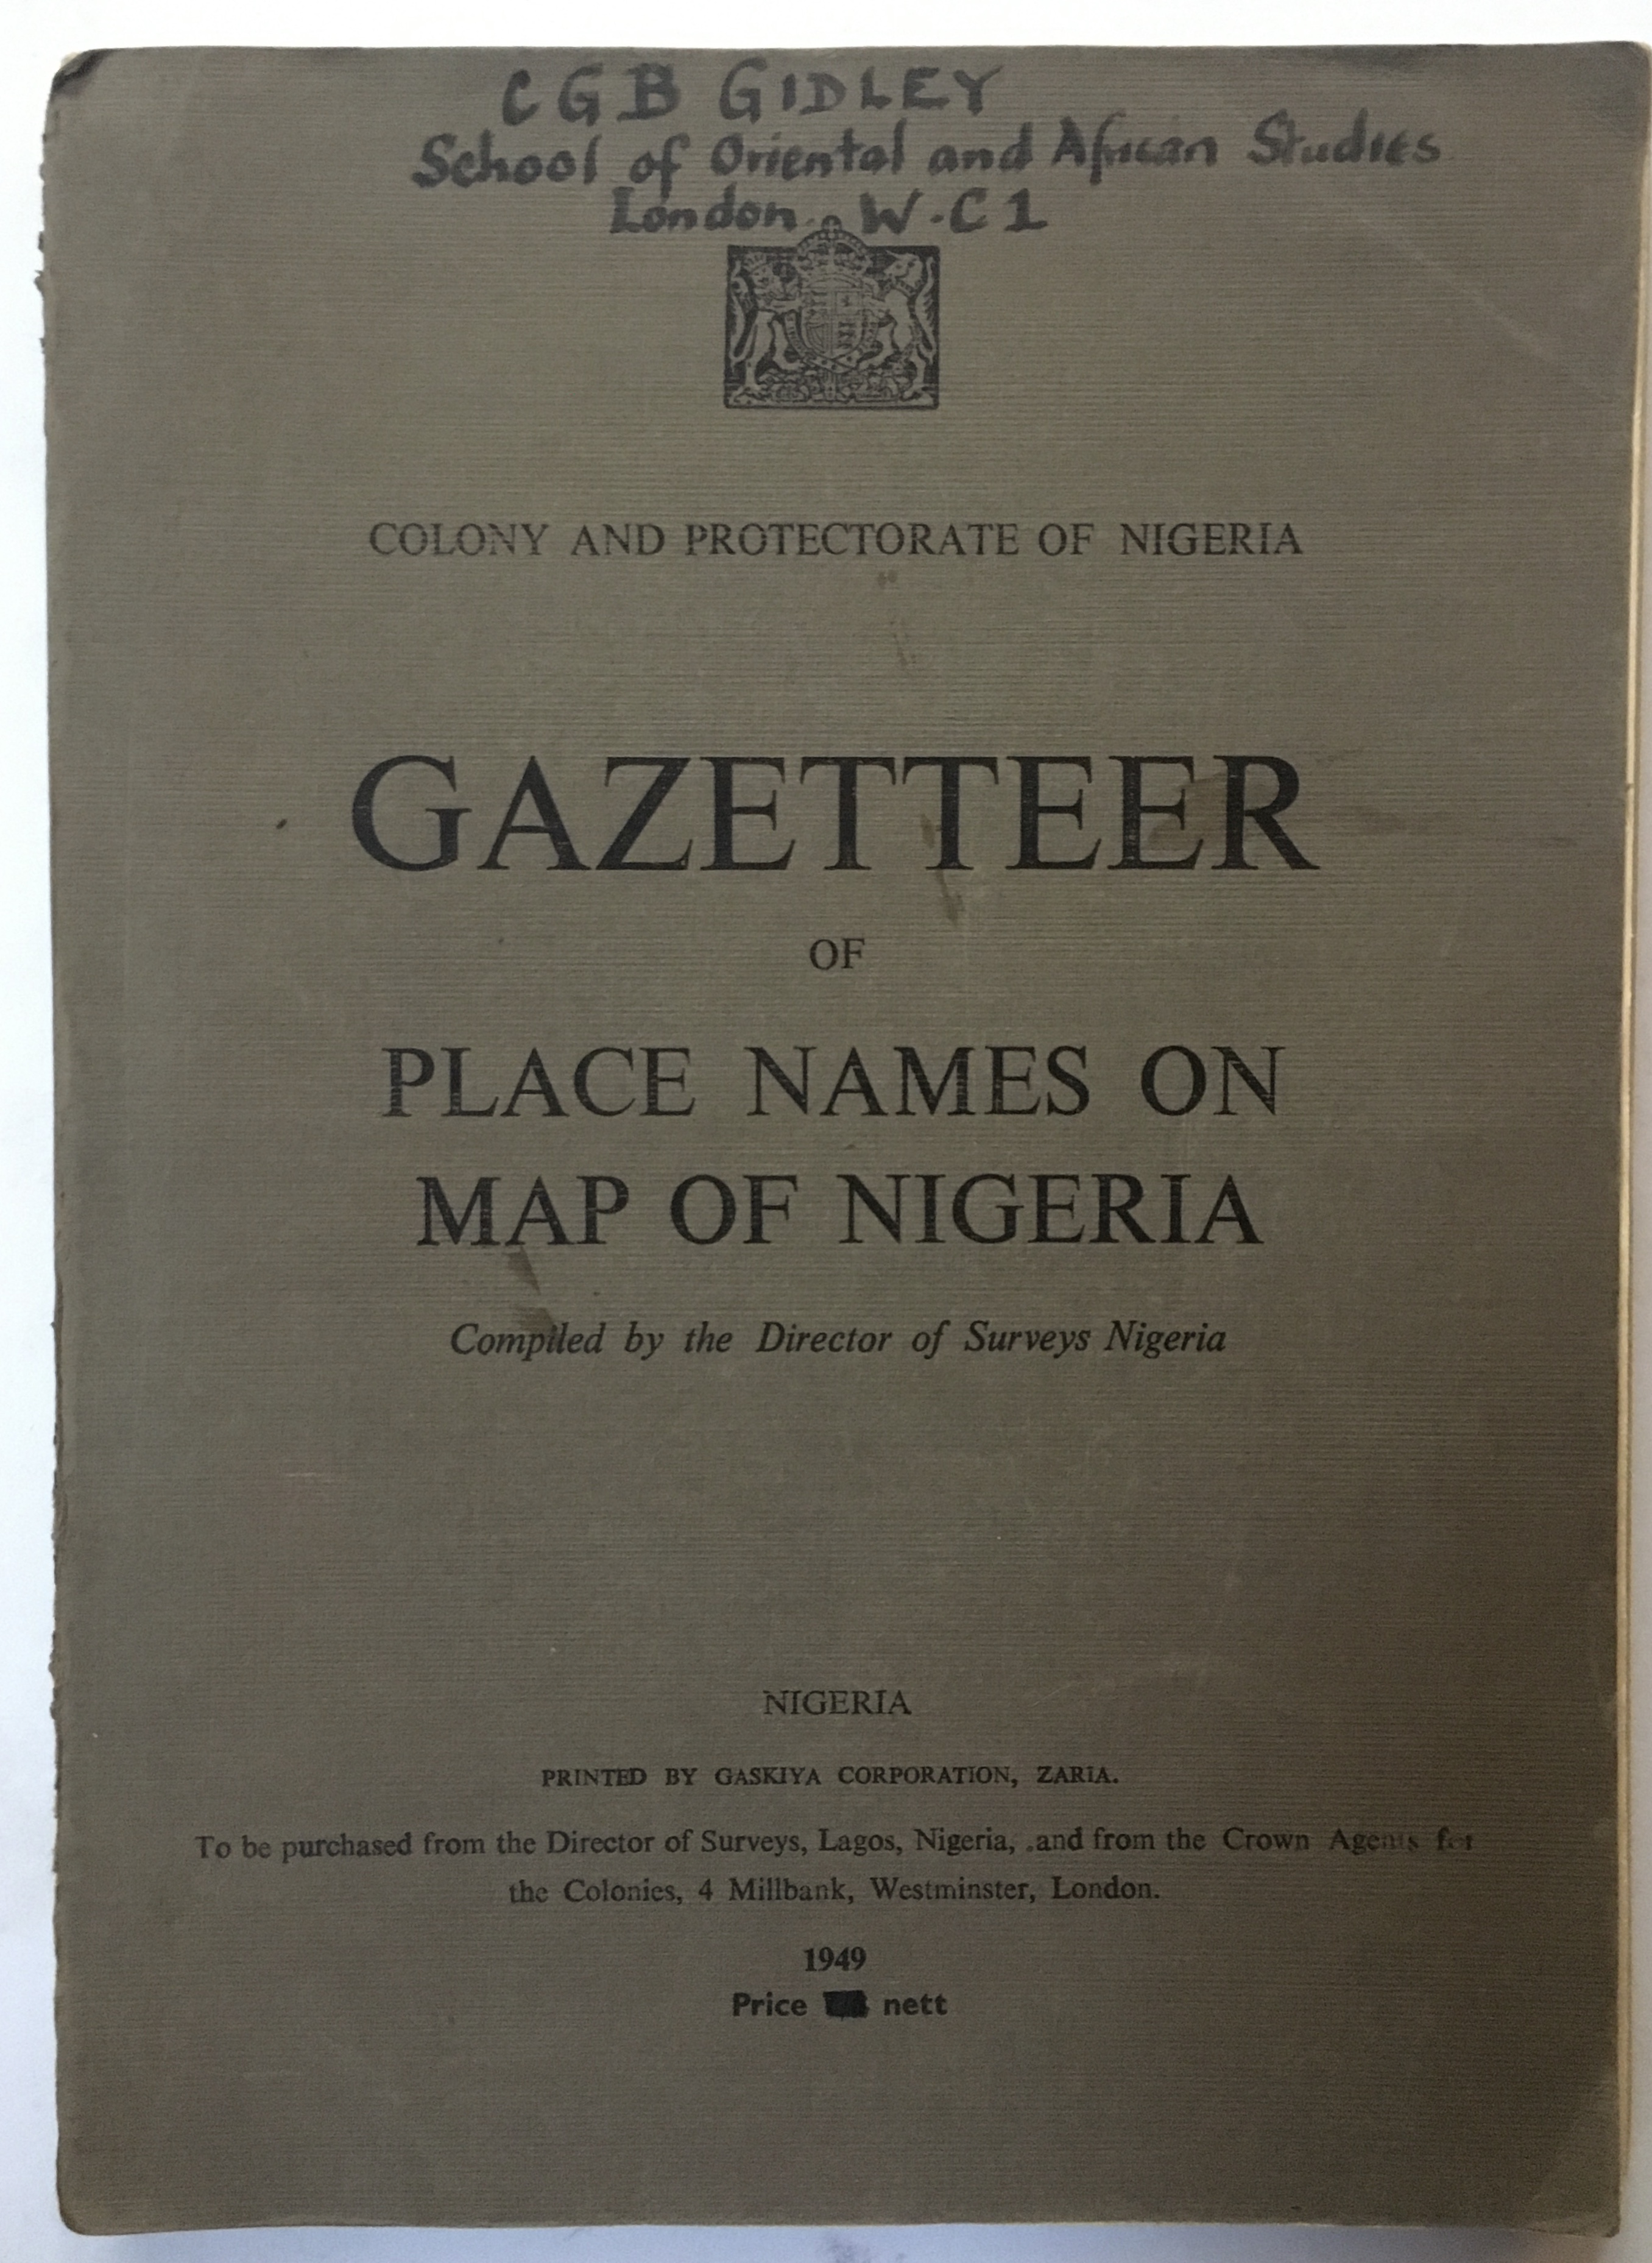 C G B GIDLEY
School of Oriental and African Studies
London W.C 1
COLONY AND PROTECTORATE OF NIGERIA
GAZETTEER
OF
PLACE NAMES ON
MAP OF NIGERIA
Compiled by the Director of Surveys Nigeria
NIGERIA
PRINTED BY GASKIYA CORPORATION, ZARIA.
To be purchased from the Director of Surveys, Lagos, Nigeria, .and from the Crown Agents for
the Colonies, 4 Millbank, Westminster, London.
1949
Price nett